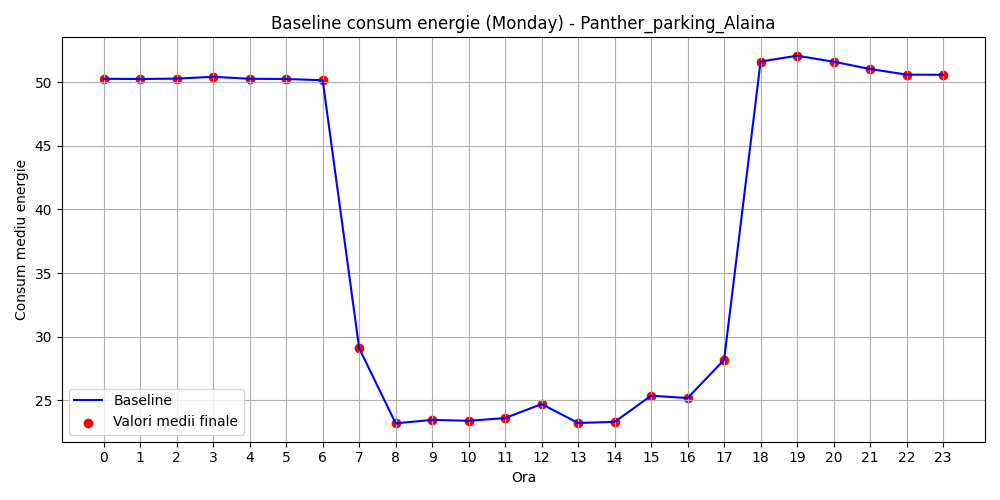 Baseline consum energie (Monday) - Panther_parking_Alaina
Consum mediu energie
50
45
40
35
30
25
Baseline
Valori medii finale
0 1 2 3 4 5 6 7 8 9 10 11 12 13 14 15 16 17 18 19 20 21 22 23
Ora